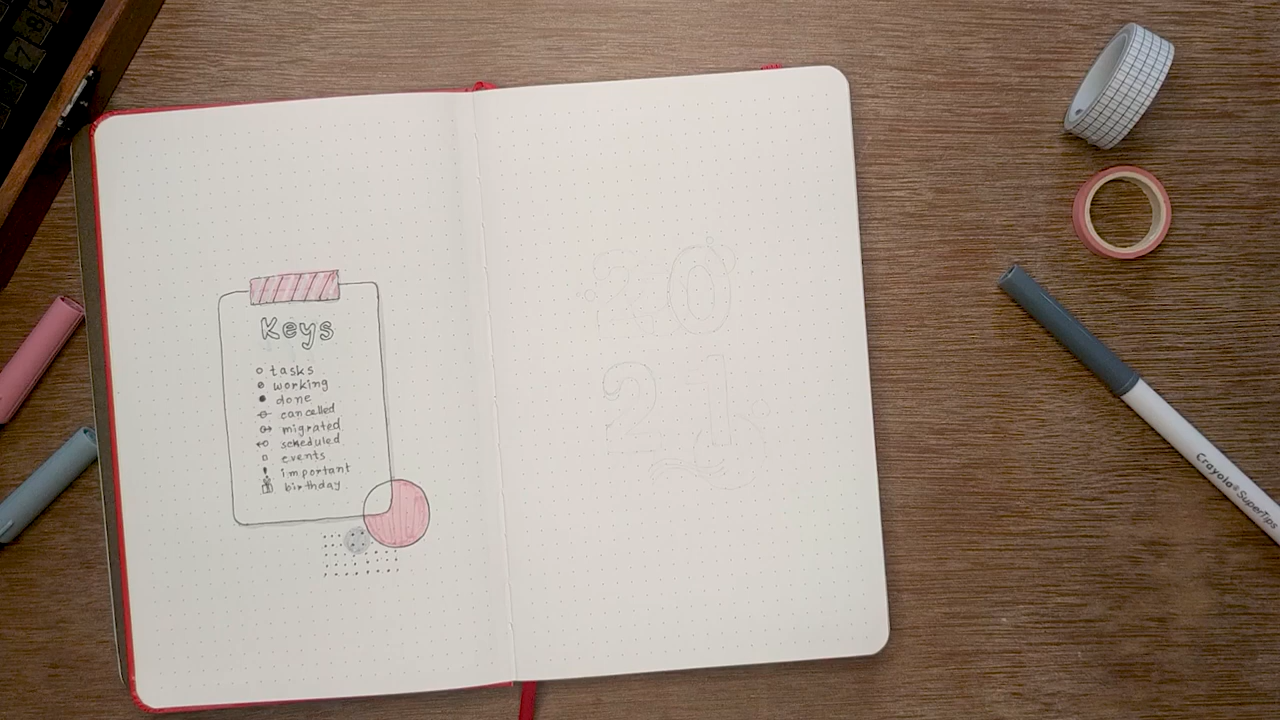 Keys
tasks
working
done
cancelled
migrated
scheduled
events
important
birthday
20
21
Crayola® SuperTips